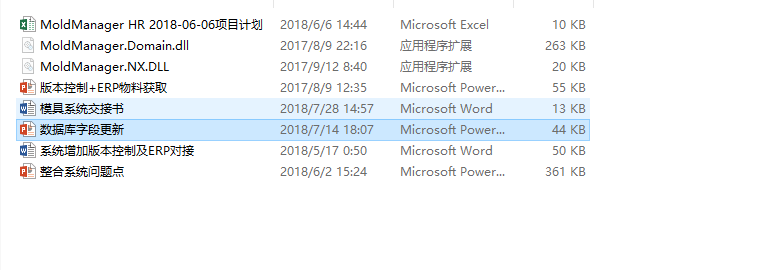 MoldManager HR 2018-06-06项目计划 2018/6/6 14:44 Microsoft Excel 10 KB
MoldManager.Domain.dll 2017/8/9 22:16 应用程序扩展 263 KB
MoldManager.NX.DLL 2017/9/12 8:40 应用程序扩展 20 KB
版本控制+ERP物料获取 2017/8/9 12:35 Microsoft Power... 55 KB
模具系统交接书 2018/7/28 14:57 Microsoft Word 13 KB
数据库字段更新 2018/7/14 18:07 Microsoft Power... 44 KB
系统增加版本控制及ERP对接 2018/5/17 0:50 Microsoft Word 50 KB
整合系统问题点 2018/6/2 15:24 Microsoft Power... 361 KB